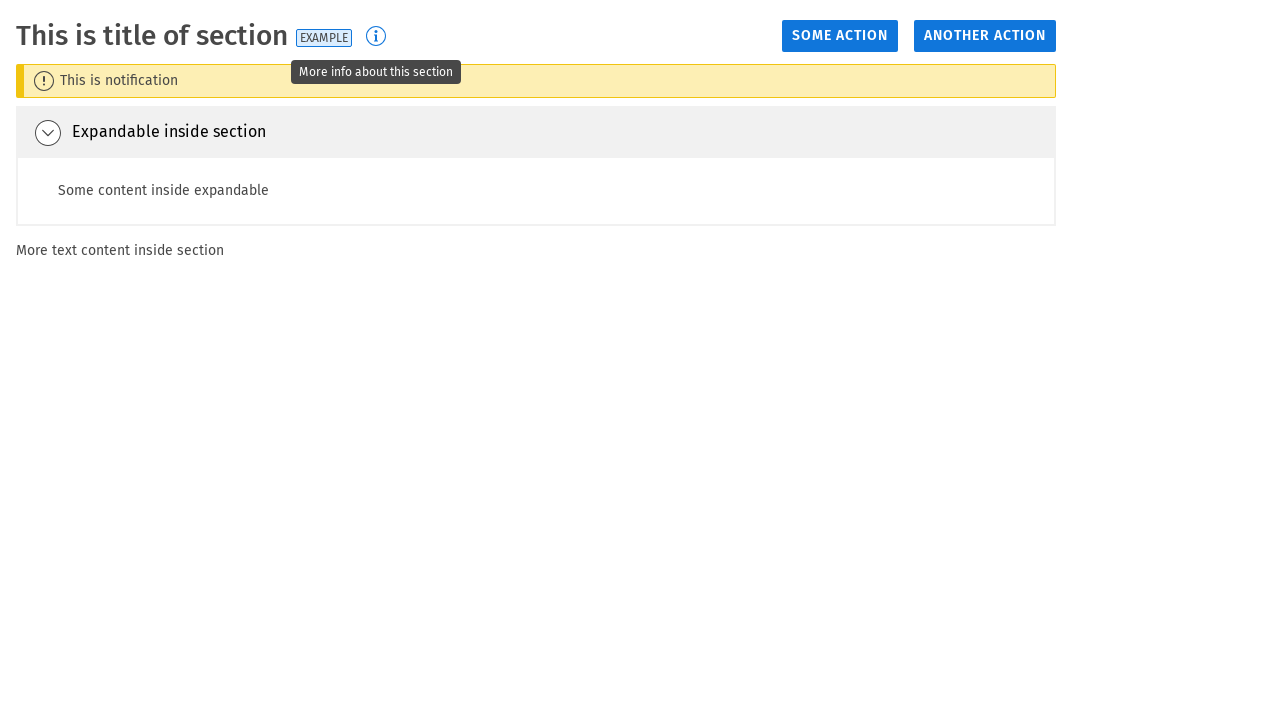 This is title of section EXAMPLE
SOME ACTION
ANOTHER ACTION
More info about this section
This is notification
Expandable inside section
Some content inside expandable
More text content inside section